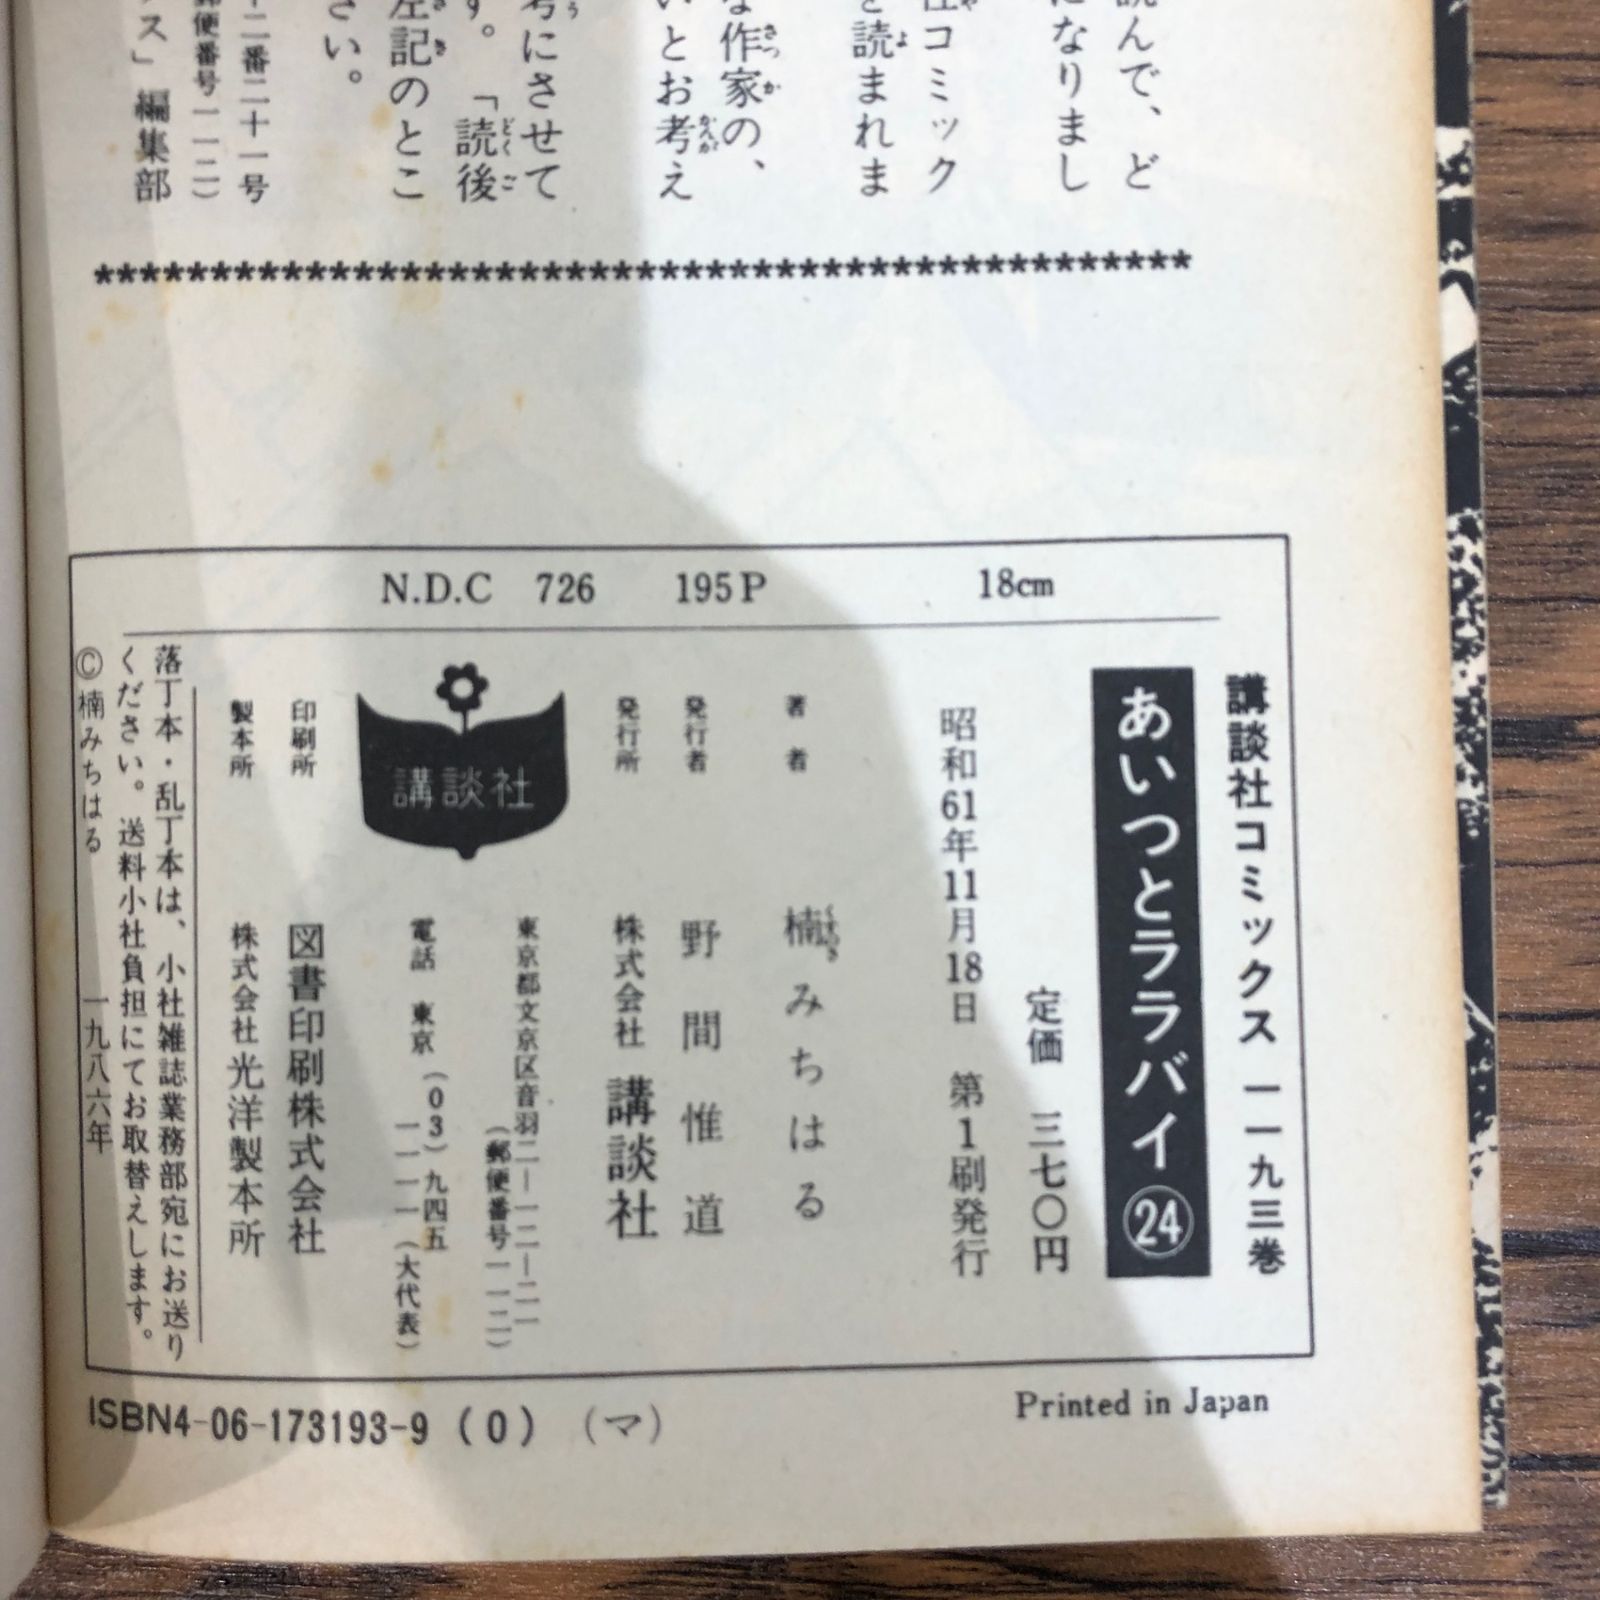 読んで、ど
になりまし
社コミック
を読まれま
な作家の、
いとお考え
考にさせて
す。「読後
左記のとこ
さい。
十二番二十一号
郵便番号一一二)
ス」編集部
********************************************
N.D.C 726 195P 18cm
講談社コミックス 一一九三巻
あいつとララバイ㉔
定価 三七〇円
昭和61年11月18日 第1刷発行
著者 楠みちはる
発行者 野間惟道
発行所 株式会社 講談社
東京都文京区音羽二―一二―二一
(郵便番号一一二)
電話 東京(03)九四五
一一一一(大代表)
講談社
印刷所 図書印刷株式会社
製本所 株式会社 光洋製本所
落丁本・乱丁本は、小社雑誌業務部宛にお送り
ください。送料小社負担にてお取替えします。
©楠みちはる 一九八六年
ISBN4-06-173193-9 (0) (マ)
Printed in Japan